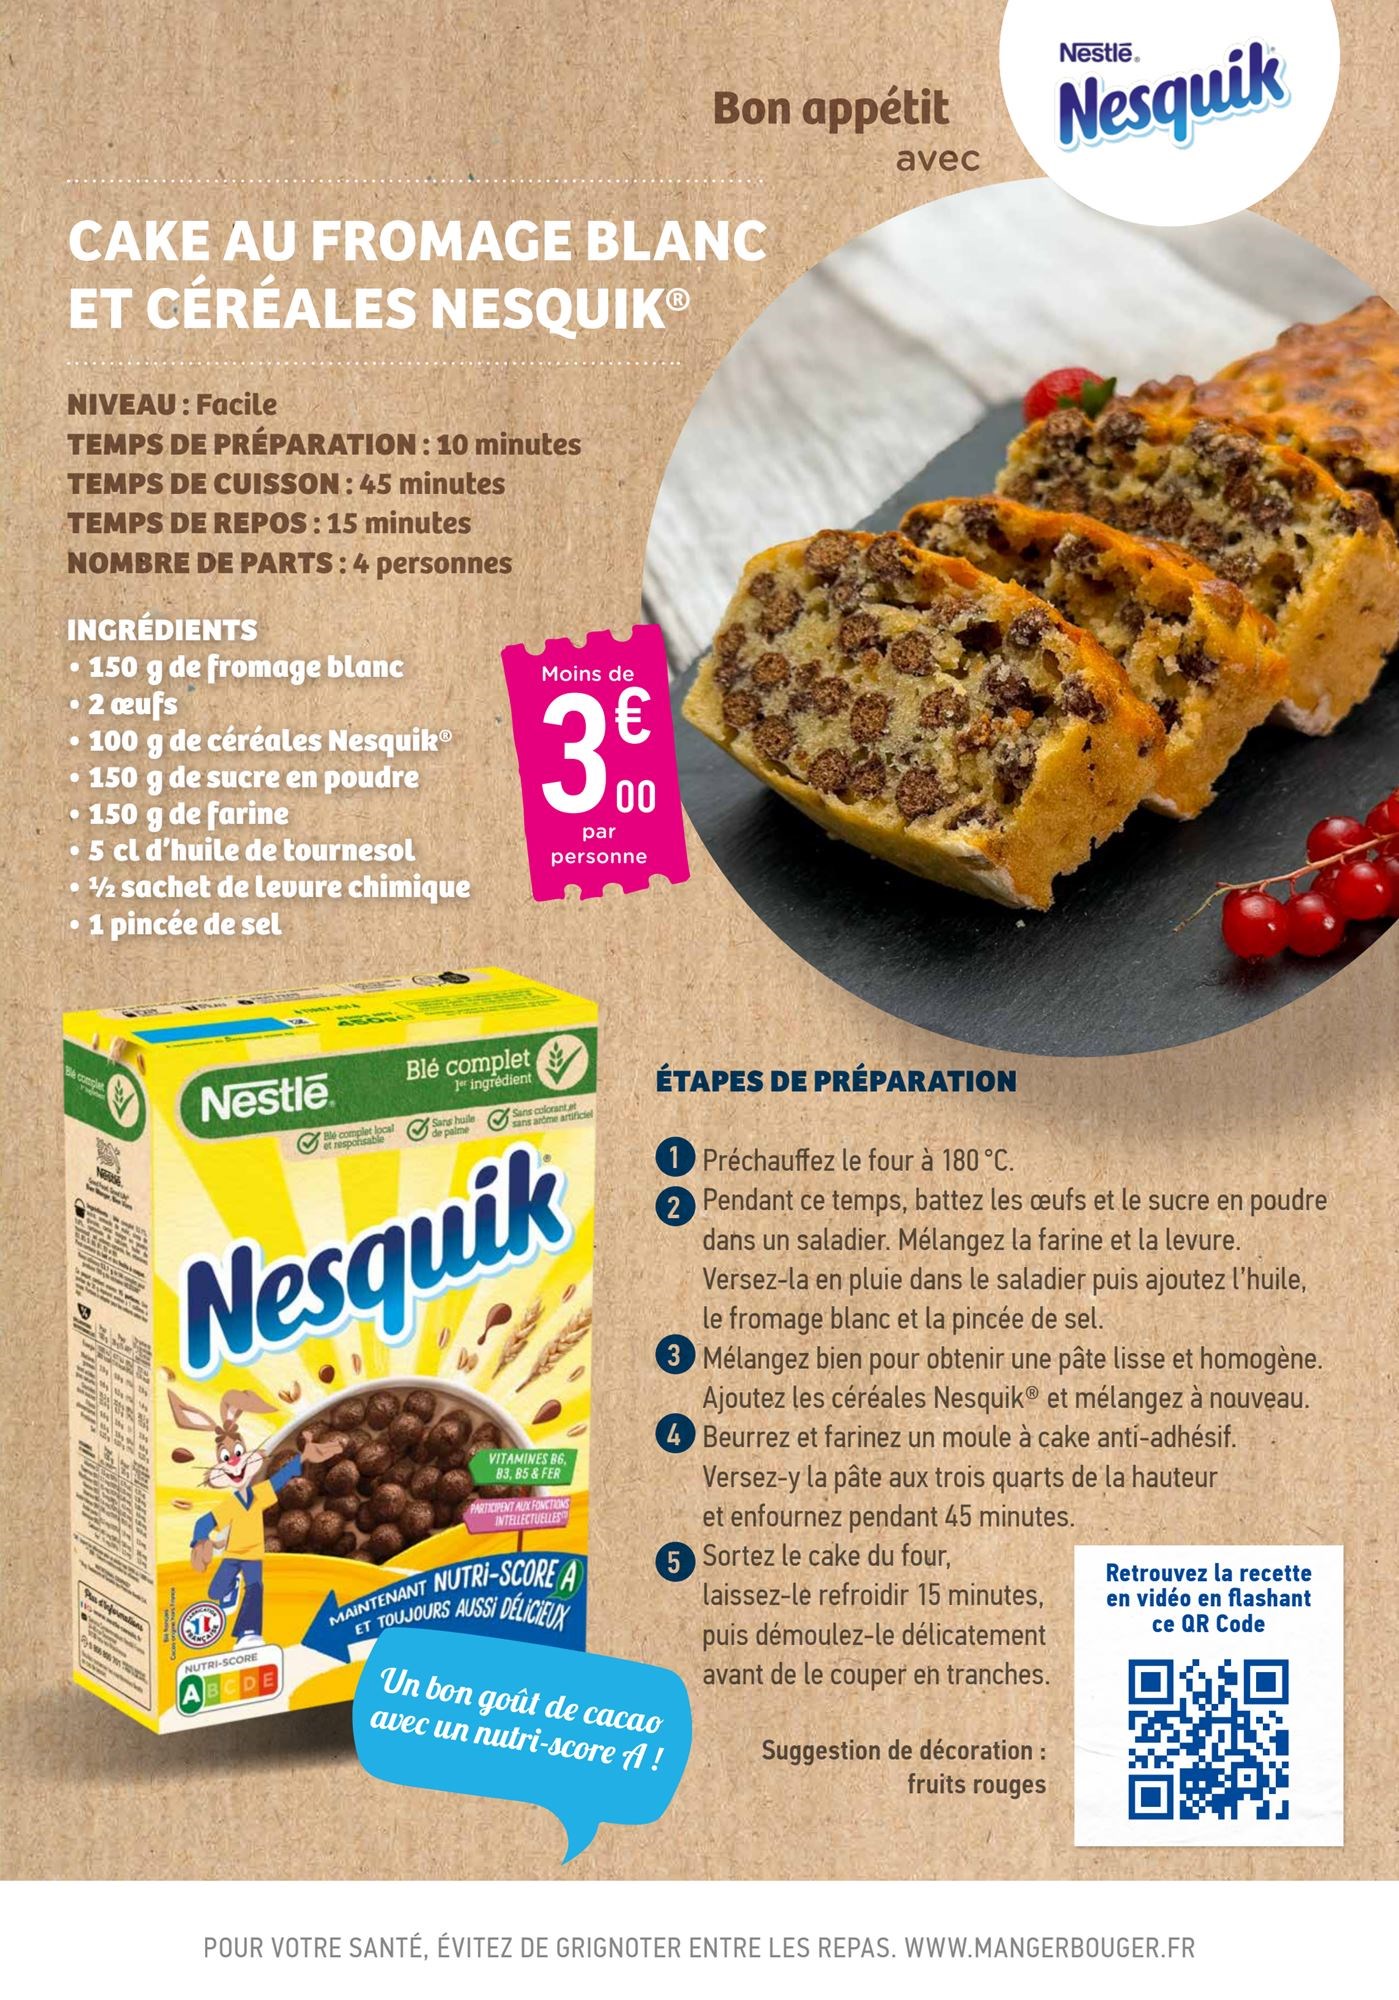 Nestlē®
Nesquik®
Bon appétit
avec
CAKE AU FROMAGE BLANC
ET CÉRÉALES NESQUIK®
NIVEAU : Facile
TEMPS DE PRÉPARATION : 10 minutes
TEMPS DE CUISSON : 45 minutes
TEMPS DE REPOS : 15 minutes
NOMBRE DE PARTS : 4 personnes
INGRÉDIENTS
• 150 g de fromage blanc
• 2 œufs
• 100 g de céréales Nesquik®
• 150 g de sucre en poudre
• 150 g de farine
• 5 cl d’huile de tournesol
• ½ sachet de levure chimique
• 1 pincée de sel
Moins de
3€00
par
personne
450g
Blé complet
Nestlē®
Blé complet
1er ingrédient
Blé complet local
et responsable
Sans huile
de palme
Sans colorant et
sans arôme artificiel
Nesquik®
VITAMINES B6,
B3, B5 & FER
PARTICIPENT AUX FONCTIONS
INTELLECTUELLES(1)
MAINTENANT NUTRI-SCORE A
ET TOUJOURS AUSSI DÉLICIEUX
Plus d'informations
NUTRI-SCORE
A B C D E
Un bon goût de cacao
avec un nutri-score A !
ÉTAPES DE PRÉPARATION
1 Préchauffez le four à 180 °C.
2 Pendant ce temps, battez les œufs et le sucre en poudre
dans un saladier. Mélangez la farine et la levure.
Versez-la en pluie dans le saladier puis ajoutez l’huile,
le fromage blanc et la pincée de sel.
3 Mélangez bien pour obtenir une pâte lisse et homogène.
Ajoutez les céréales Nesquik® et mélangez à nouveau.
4 Beurrez et farinez un moule à cake anti-adhésif.
Versez-y la pâte aux trois quarts de la hauteur
et enfournez pendant 45 minutes.
5 Sortez le cake du four,
laissez-le refroidir 15 minutes,
puis démoulez-le délicatement
avant de le couper en tranches.
Suggestion de décoration :
fruits rouges
Retrouvez la recette
en vidéo en flashant
ce QR Code
POUR VOTRE SANTÉ, ÉVITEZ DE GRIGNOTER ENTRE LES REPAS. WWW.MANGERBOUGER.FR